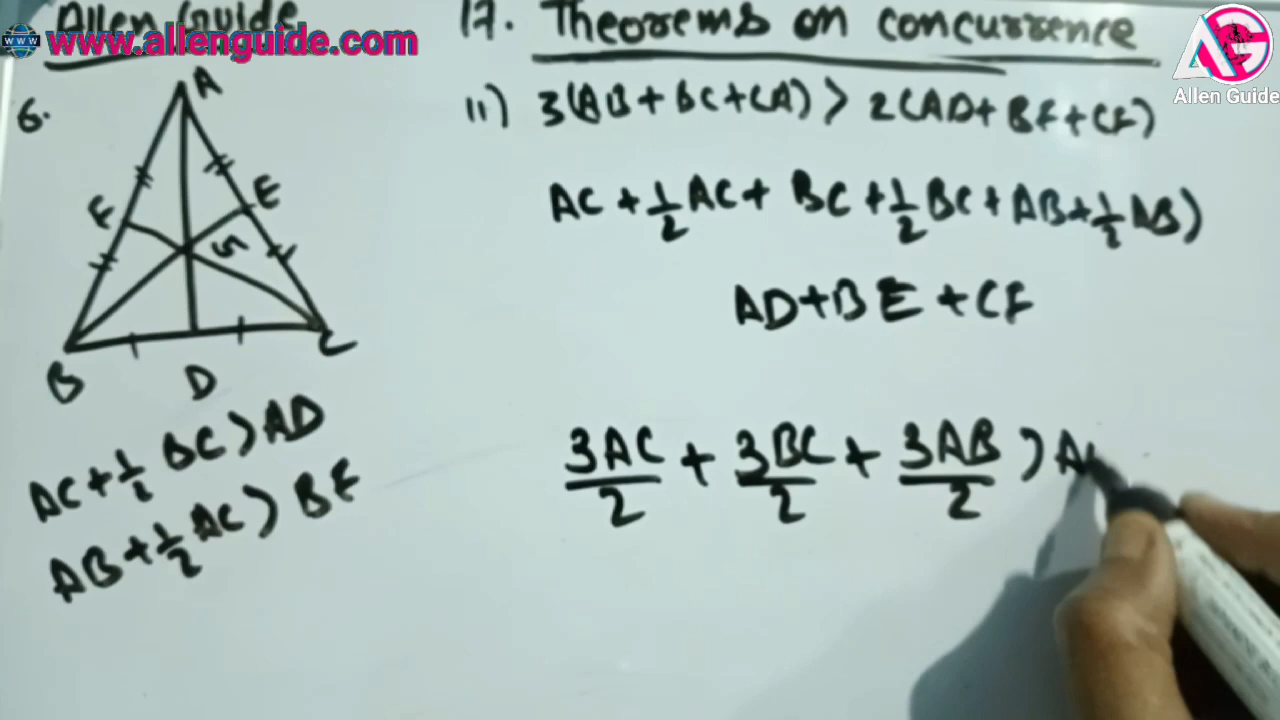 Allen Guide
www.allenguide.com
17. Theorems on concurrence
AG
Allen Guide
6.
A
F
E
G
B
D
C
AC + 1/2 BC > AD
AB + 1/2 AC > BE
ii) 3(AB + BC + CA) > 2(AD + BE + CF)
AC + 1/2 AC + BC + 1/2 BC + AB + 1/2 AB)
AD + BE + CF
3AC/2 + 3BC/2 + 3AB/2 > A